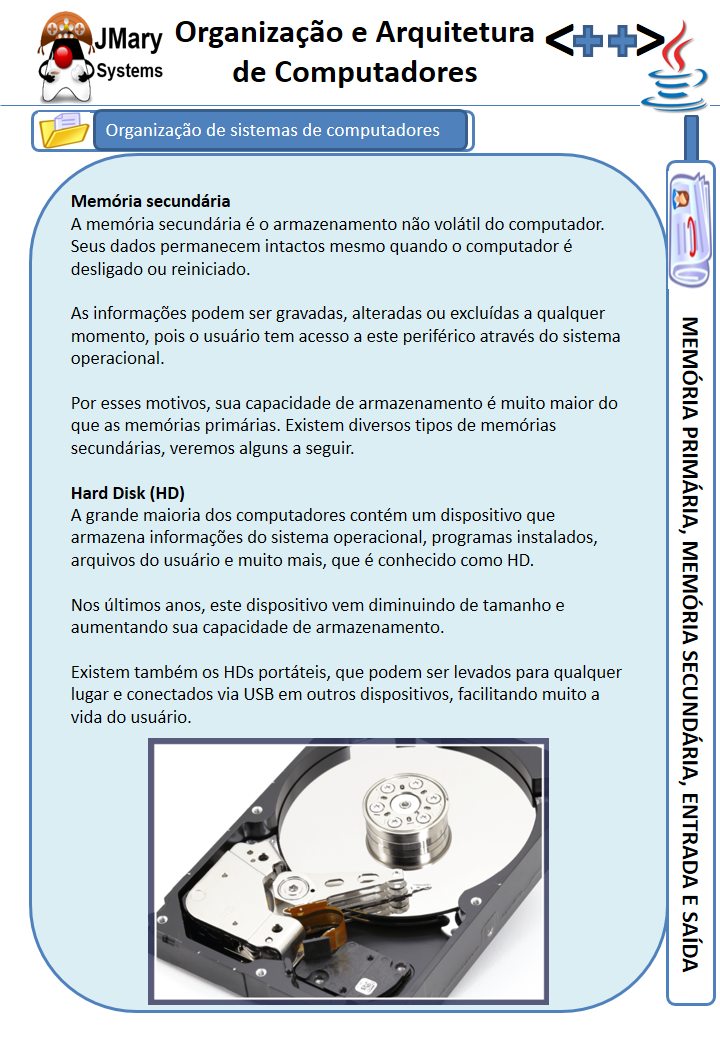 JMary
Systems
Organização e Arquitetura
de Computadores
<++>
Organização de sistemas de computadores
Memória secundária
A memória secundária é o armazenamento não volátil do computador.
Seus dados permanecem intactos mesmo quando o computador é
desligado ou reiniciado.
As informações podem ser gravadas, alteradas ou excluídas a qualquer
momento, pois o usuário tem acesso a este periférico através do sistema
operacional.
Por esses motivos, sua capacidade de armazenamento é muito maior do
que as memórias primárias. Existem diversos tipos de memórias
secundárias, veremos alguns a seguir.
Hard Disk (HD)
A grande maioria dos computadores contém um dispositivo que
armazena informações do sistema operacional, programas instalados,
arquivos do usuário e muito mais, que é conhecido como HD.
Nos últimos anos, este dispositivo vem diminuindo de tamanho e
aumentando sua capacidade de armazenamento.
Existem também os HDs portáteis, que podem ser levados para qualquer
lugar e conectados via USB em outros dispositivos, facilitando muito a
vida do usuário.
MEMÓRIA PRIMÁRIA, MEMÓRIA SECUNDÁRIA, ENTRADA E SAÍDA